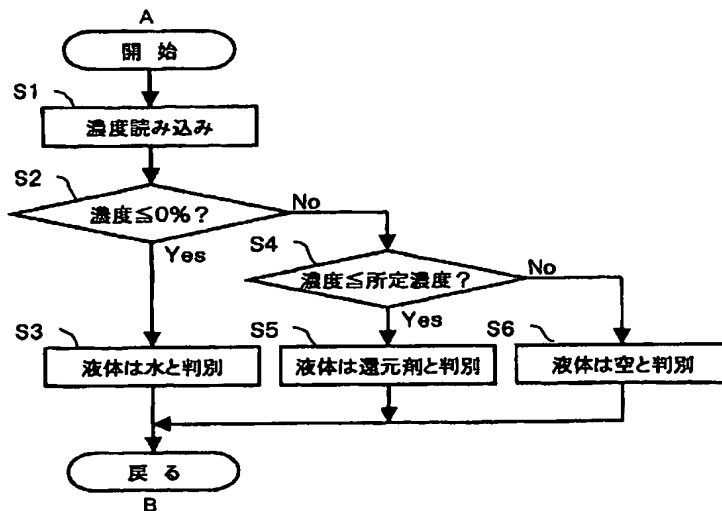 A
開 始
S1
濃度読み込み
S2
濃度≦0%?
No
Yes
S4
濃度≦所定濃度?
No
Yes
S3
液体は水と判別
S5
液体は還元剤と判別
S6
液体は空と判別
戻 る
B